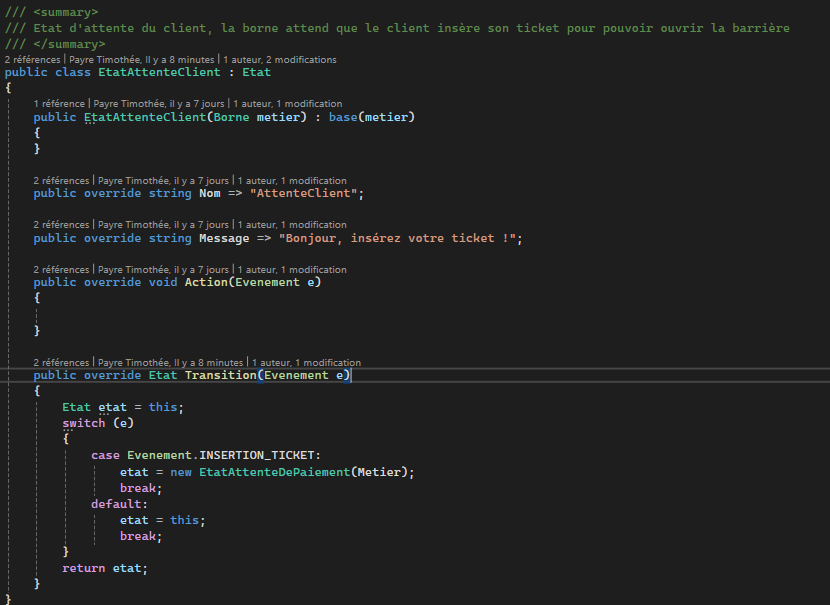 /// <summary>
/// Etat d'attente du client, la borne attend que le client insère son ticket pour pouvoir ouvrir la barrière
/// </summary>
2 références | Payre Timothée, Il y a 8 minutes | 1 auteur, 2 modifications
public class EtatAttenteClient : Etat
{
1 référence | Payre Timothée, il y a 7 jours | 1 auteur, 1 modification
public EtatAttenteClient(Borne metier) : base(metier)
{
}
2 références | Payre Timothée, il y a 7 jours | 1 auteur, 1 modification
public override string Nom => "AttenteClient";
2 références | Payre Timothée, il y a 7 jours | 1 auteur, 1 modification
public override string Message => "Bonjour, insérez votre ticket !";
2 références | Payre Timothée, il y a 7 jours | 1 auteur, 1 modification
public override void Action(Evenement e)
{
}
2 références | Payre Timothée, Il y a 8 minutes | 1 auteur, 1 modification
public override Etat Transition(Evenement e)
{
Etat etat = this;
switch (e)
{
case Evenement.INSERTION_TICKET:
etat = new EtatAttenteDePaiement(Metier);
break;
default:
etat = this;
break;
}
return etat;
}
}